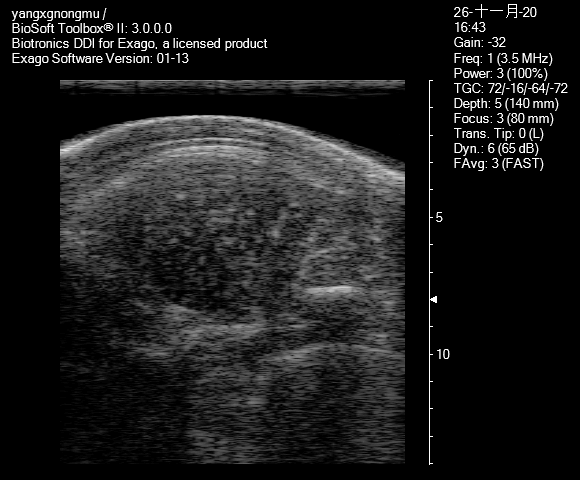 yangxgnongmu /
BioSoft Toolbox® II: 3.0.0.0
Biotronics DDI for Exago, a licensed product
Exago Software Version: 01-13
26-十一月-20
16:43
Gain: -32
Freq: 1 (3.5 MHz)
Power: 3 (100%)
TGC: 72/-16/-64/-72
Depth: 5 (140 mm)
Focus: 3 (80 mm)
Trans. Tip: 0 (L)
Dyn.: 6 (65 dB)
FAvg: 3 (FAST)
5
10